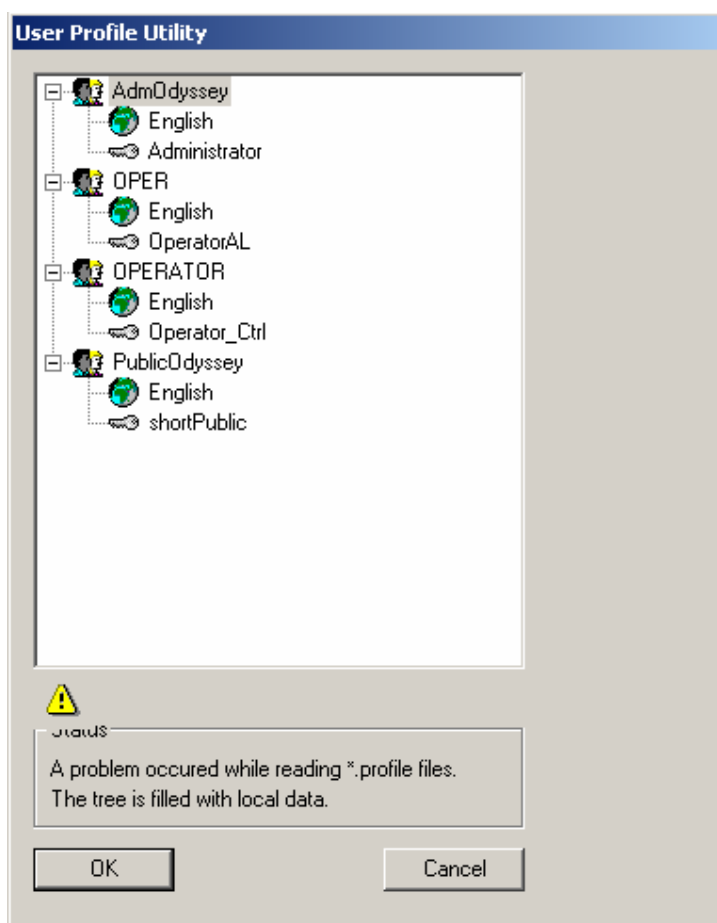 User Profile Utility
AdmOdyssey
English
Administrator
OPER
English
OperatorAL
OPERATOR
English
Operator_Ctrl
PublicOdyssey
English
shortPublic
Status
A problem occured while reading *.profile files.
The tree is filled with local data.
OK
Cancel